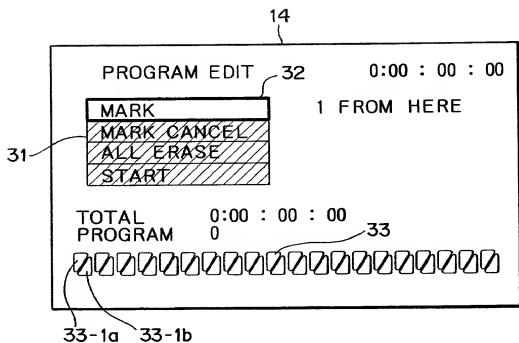 14
PROGRAM EDIT 32 0:00 : 00 : 00
MARK 1 FROM HERE
31 MARK CANCEL
ALL ERASE
START
TOTAL 0:00 : 00 : 00
PROGRAM 0 33
33-1a 33-1b